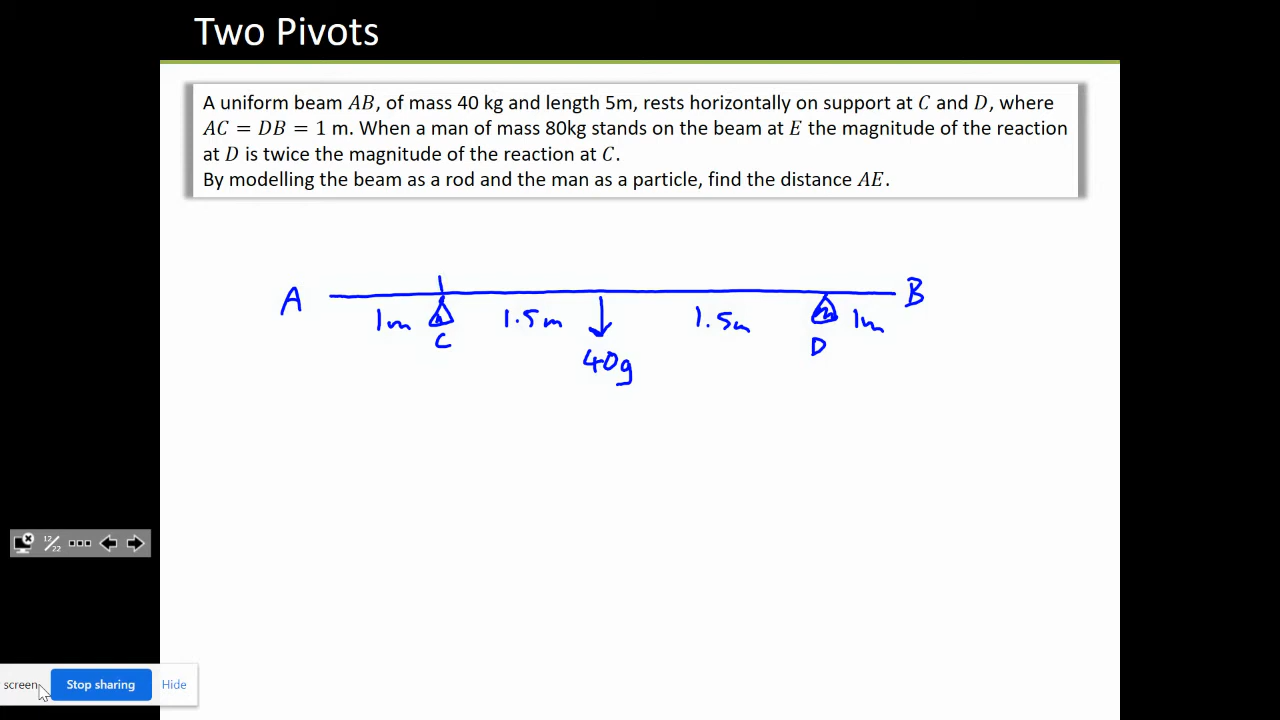 Two Pivots
A uniform beam AB, of mass 40 kg and length 5m, rests horizontally on support at C and D, where
AC = DB = 1 m. When a man of mass 80kg stands on the beam at E the magnitude of the reaction
at D is twice the magnitude of the reaction at C.
By modelling the beam as a rod and the man as a particle, find the distance AE.
A B
1m 1.5m 1.5m 1m
C D
40g
12/22
screen Stop sharing Hide